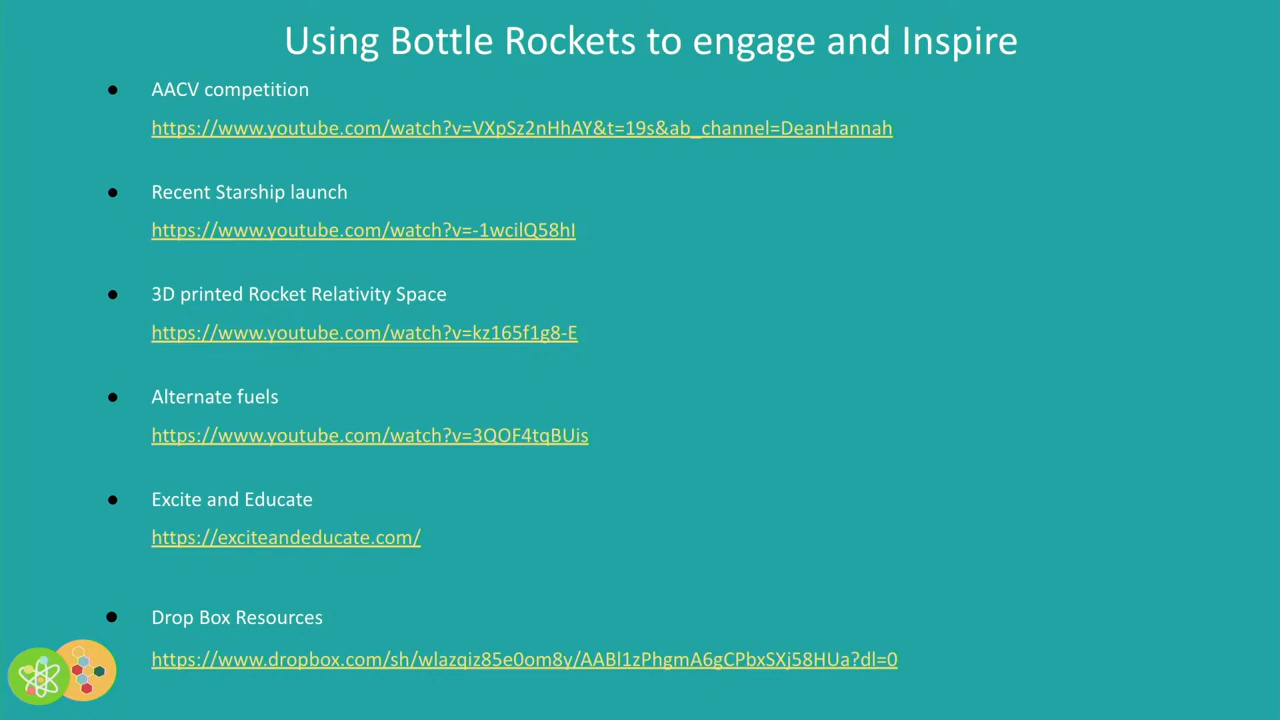 Using Bottle Rockets to engage and Inspire
● AACV competition
https://www.youtube.com/watch?v=VXpSz2nHhAY&t=19s&ab_channel=DeanHannah
● Recent Starship launch
https://www.youtube.com/watch?v=-1wcilQ58hI
● 3D printed Rocket Relativity Space
https://www.youtube.com/watch?v=kz165f1g8-E
● Alternate fuels
https://www.youtube.com/watch?v=3QOF4tqBUis
● Excite and Educate
https://exciteandeducate.com/
● Drop Box Resources
https://www.dropbox.com/sh/wlazqiz85e0om8y/AABl1zPhgmA6gCPbxSXj58HUa?dl=0